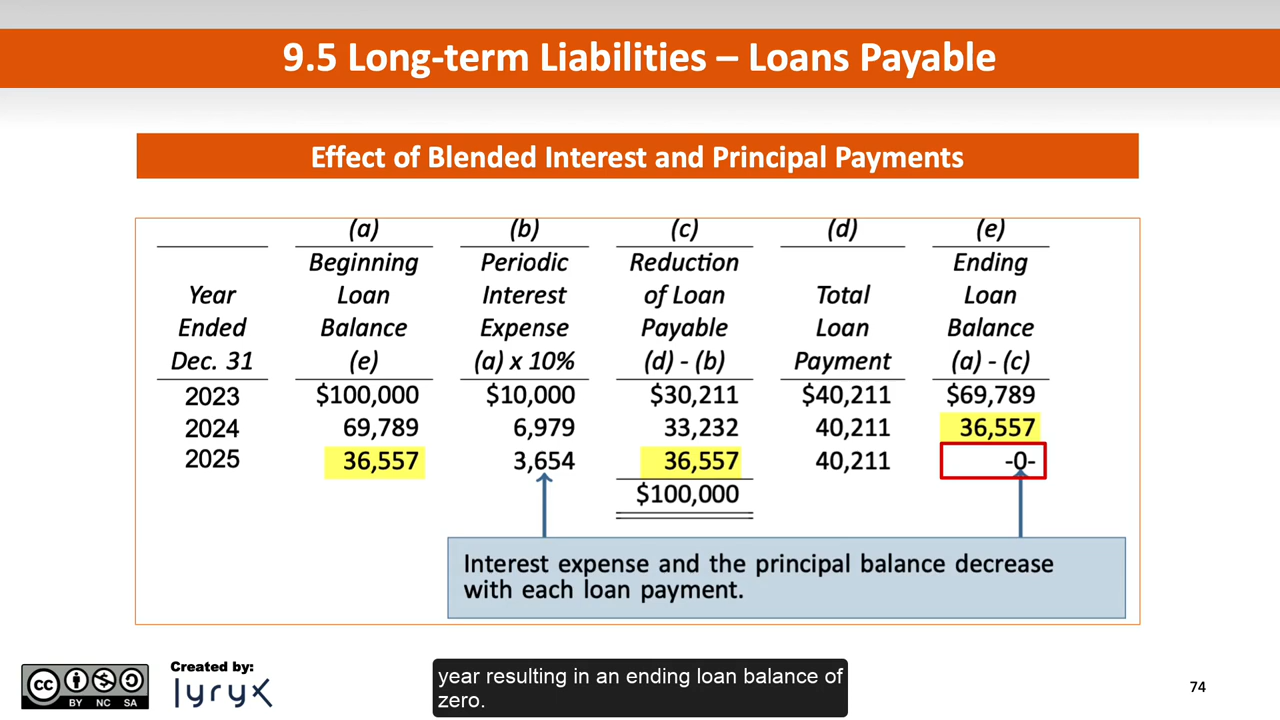 9.5 Long-term Liabilities – Loans Payable
Effect of Blended Interest and Principal Payments
(a) (b) (c) (d) (e)
Beginning Periodic Reduction Ending
Year Loan Interest of Loan Total Loan
Ended Balance Expense Payable Loan Balance
Dec. 31 (e) (a) x 10% (d) - (b) Payment (a) - (c)
2023 $100,000 $10,000 $30,211 $40,211 $69,789
2024 69,789 6,979 33,232 40,211 36,557
2025 36,557 3,654 36,557 40,211 -0-
$100,000
Interest expense and the principal balance decrease
with each loan payment.
cc BY NC SA
Created by:
lyryx
year resulting in an ending loan balance of
zero.
74